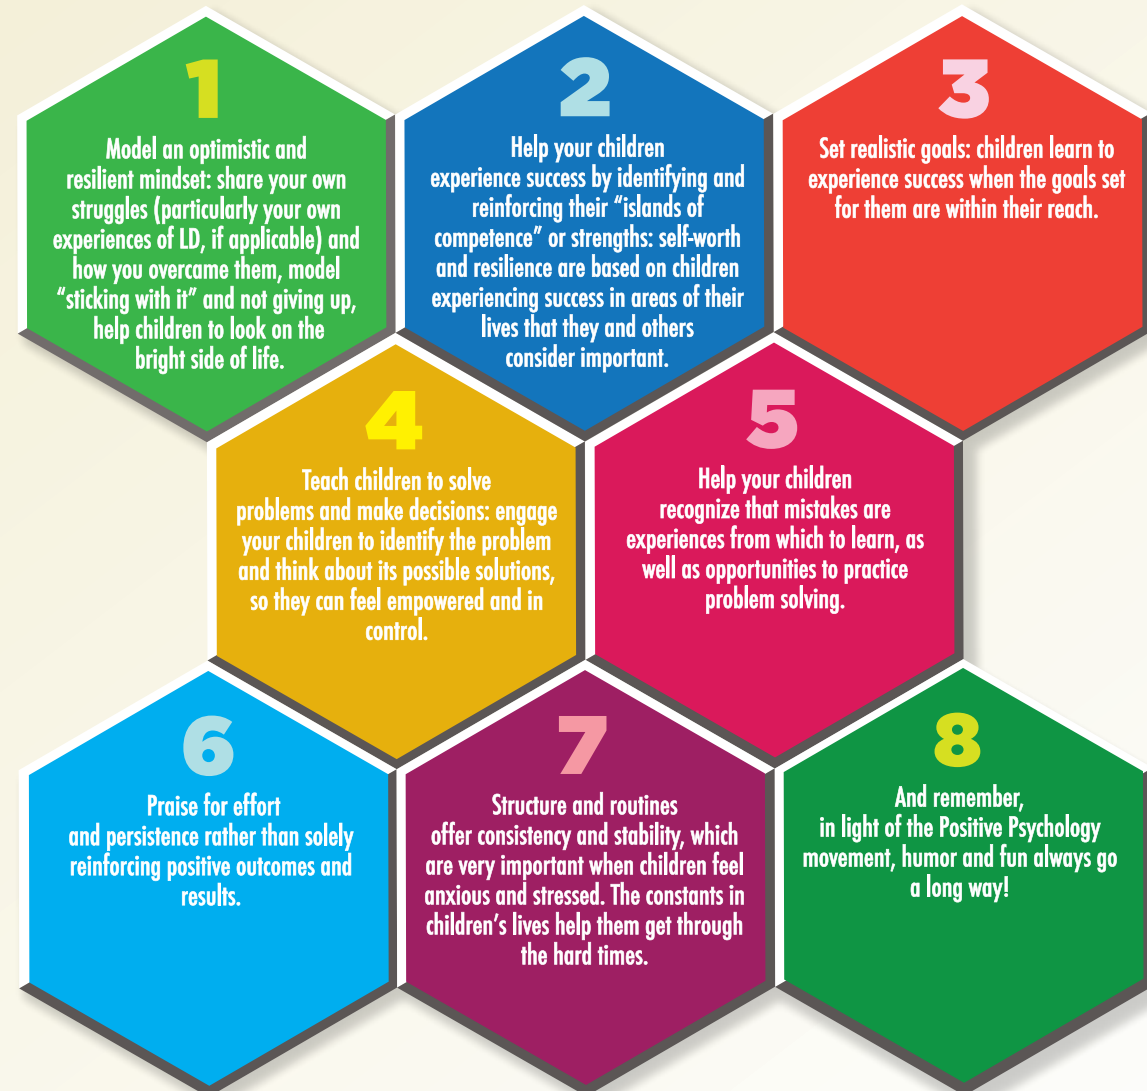 1
Model an optimistic and
resilient mindset: share your own
struggles (particularly your own
experiences of LD, if applicable) and
how you overcame them, model
“sticking with it” and not giving up,
help children to look on the
bright side of life.
2
Help your children
experience success by identifying and
reinforcing their “islands of
competence” or strengths: self-worth
and resilience are based on children
experiencing success in areas of their
lives that they and others
consider important.
3
Set realistic goals: children learn to
experience success when the goals set
for them are within their reach.
4
Teach children to solve
problems and make decisions: engage
your children to identify the problem
and think about its possible solutions,
so they can feel empowered and in
control.
5
Help your children
recognize that mistakes are
experiences from which to learn, as
well as opportunities to practice
problem solving.
6
Praise for effort
and persistence rather than solely
reinforcing positive outcomes and
results.
7
Structure and routines
offer consistency and stability, which
are very important when children feel
anxious and stressed. The constants in
children’s lives help them get through
the hard times.
8
And remember,
in light of the Positive Psychology
movement, humor and fun always go
a long way!